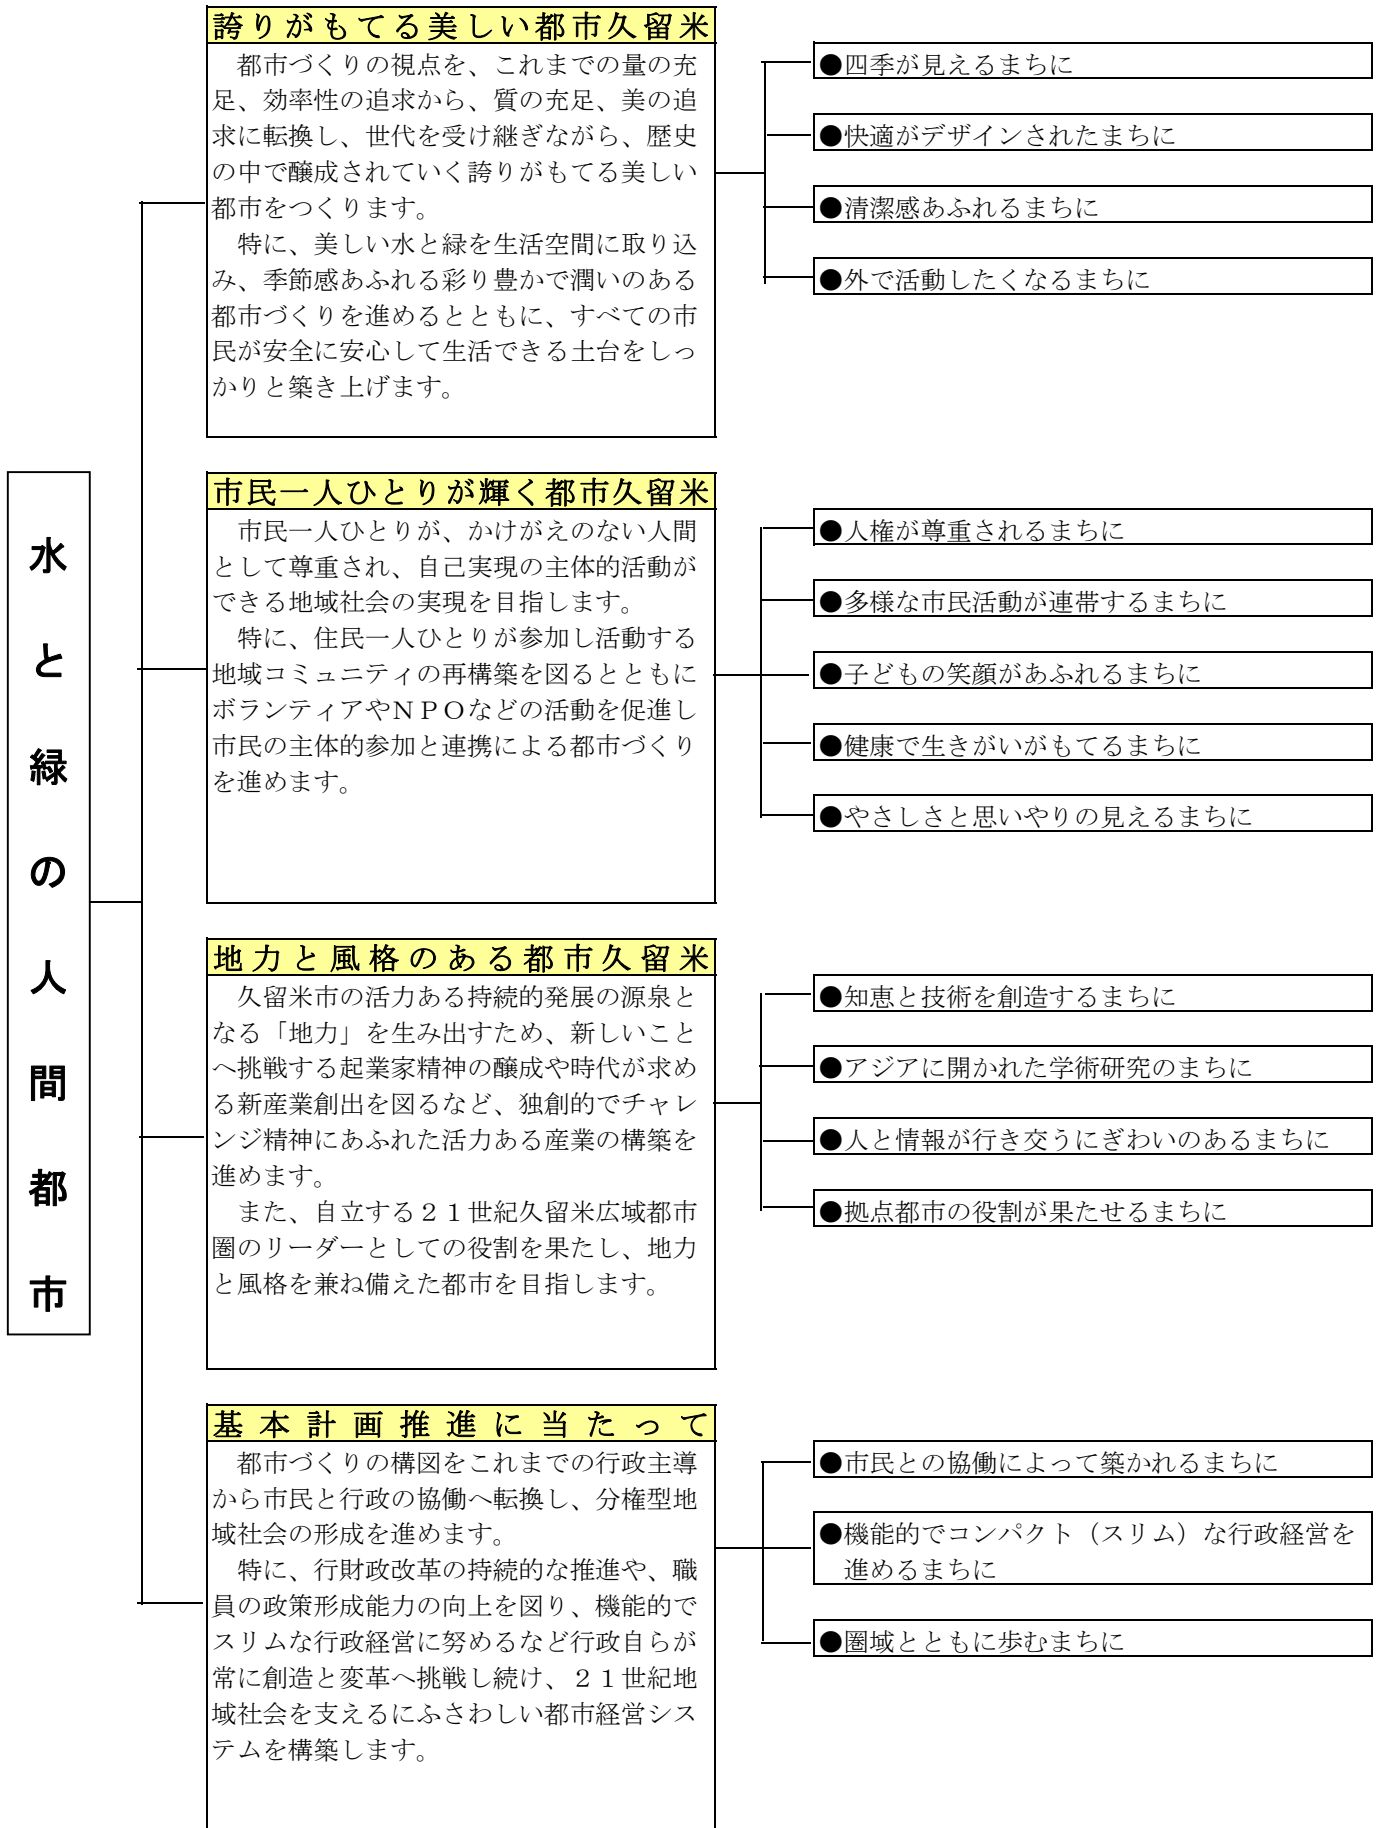 水と緑の人間都市
誇りがもてる美しい都市久留米
都市づくりの視点を、これまでの量の充
足、効率性の追求から、質の充足、美の追
求に転換し、世代を受け継ぎながら、歴史
の中で醸成されていく誇りがもてる美しい
都市をつくります。
特に、美しい水と緑を生活空間に取り込
み、季節感あふれる彩り豊かで潤いのある
都市づくりを進めるとともに、すべての市
民が安全に安心して生活できる土台をしっ
かりと築き上げます。
●四季が見えるまちに
●快適がデザインされたまちに
●清潔感あふれるまちに
●外で活動したくなるまちに
市民一人ひとりが輝く都市久留米
市民一人ひとりが、かけがえのない人間
として尊重され、自己実現の主体的活動が
できる地域社会の実現を目指します。
特に、住民一人ひとりが参加し活動する
地域コミュニティの再構築を図るとともに
ボランティアやＮＰＯなどの活動を促進し
市民の主体的参加と連携による都市づくり
を進めます。
●人権が尊重されるまちに
●多様な市民活動が連帯するまちに
●子どもの笑顔があふれるまちに
●健康で生きがいがもてるまちに
●やさしさと思いやりの見えるまちに
地力と風格のある都市久留米
久留米市の活力ある持続的発展の源泉と
なる「地力」を生み出すため、新しいこと
へ挑戦する起業家精神の醸成や時代が求め
る新産業創出を図るなど、独創的でチャレ
ンジ精神にあふれた活力ある産業の構築を
進めます。
また、自立する２１世紀久留米広域都市
圏のリーダーとしての役割を果たし、地力
と風格を兼ね備えた都市を目指します。
●知恵と技術を創造するまちに
●アジアに開かれた学術研究のまちに
●人と情報が行き交うにぎわいのあるまちに
●拠点都市の役割が果たせるまちに
基本計画推進に当たって
都市づくりの構図をこれまでの行政主導
から市民と行政の協働へ転換し、分権型地
域社会の形成を進めます。
特に、行財政改革の持続的な推進や、職
員の政策形成能力の向上を図り、機能的で
スリムな行政経営に努めるなど行政自らが
常に創造と変革へ挑戦し続け、２１世紀地
域社会を支えるにふさわしい都市経営シス
テムを構築します。
●市民との協働によって築かれるまちに
●機能的でコンパクト（スリム）な行政経営を
進めるまちに
●圏域とともに歩むまちに